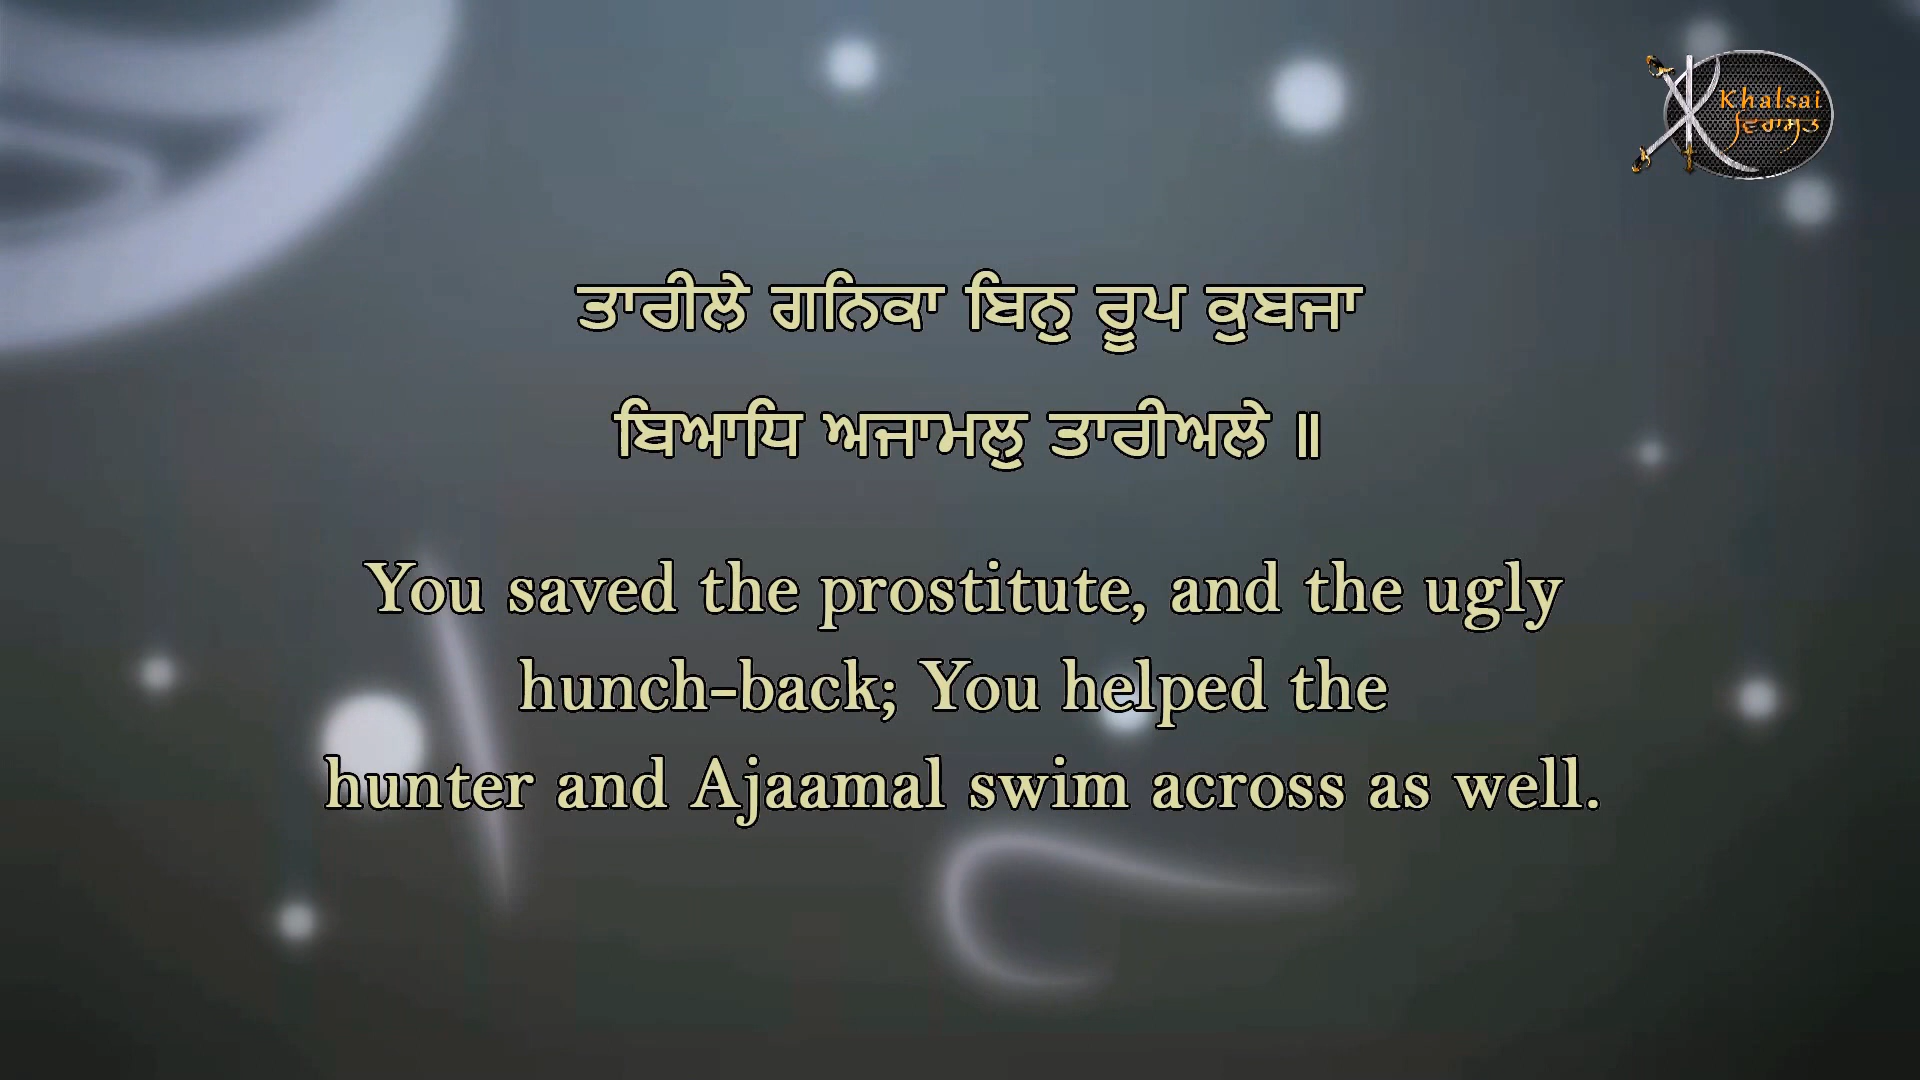 Khalsai
ਵਿਰਾਸਤ
ਤਾਰੀਲੇ ਗਨਿਕਾ ਬਿਨੁ ਰੂਪ ਕੁਬਜਾ
ਬਿਆਧਿ ਅਜਾਮਲੁ ਤਾਰੀਅਲੇ ॥
You saved the prostitute, and the ugly
hunch-back; You helped the
hunter and Ajaamal swim across as well.